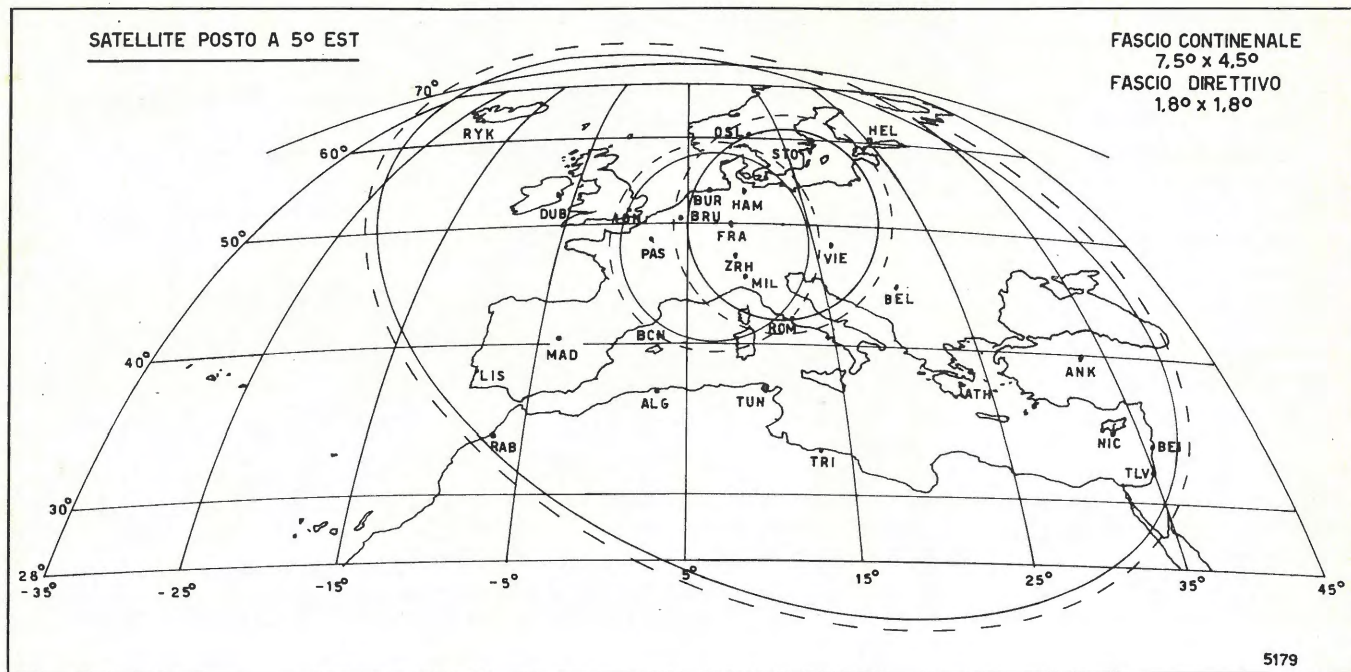 SATELLITE POSTO A 5° EST
FASCIO CONTINENALE
7,5° x 4,5°
FASCIO DIRETTIVO
1,8° x 1,8°
70°
RYK
OSL
HEL
60°
STO
DUB
BUR
HAM
BRU
50°
FRA
PAS
VIE
ZRH
MIL
BEL
ROM
BCN
MAD
40°
ANK
LIS
ALG
TUN
ATH
RAB
NIC
BEI
TRI
TLV
30°
28°
-35°
-25°
-15°
-5°
5°
15°
25°
35°
45°
5179